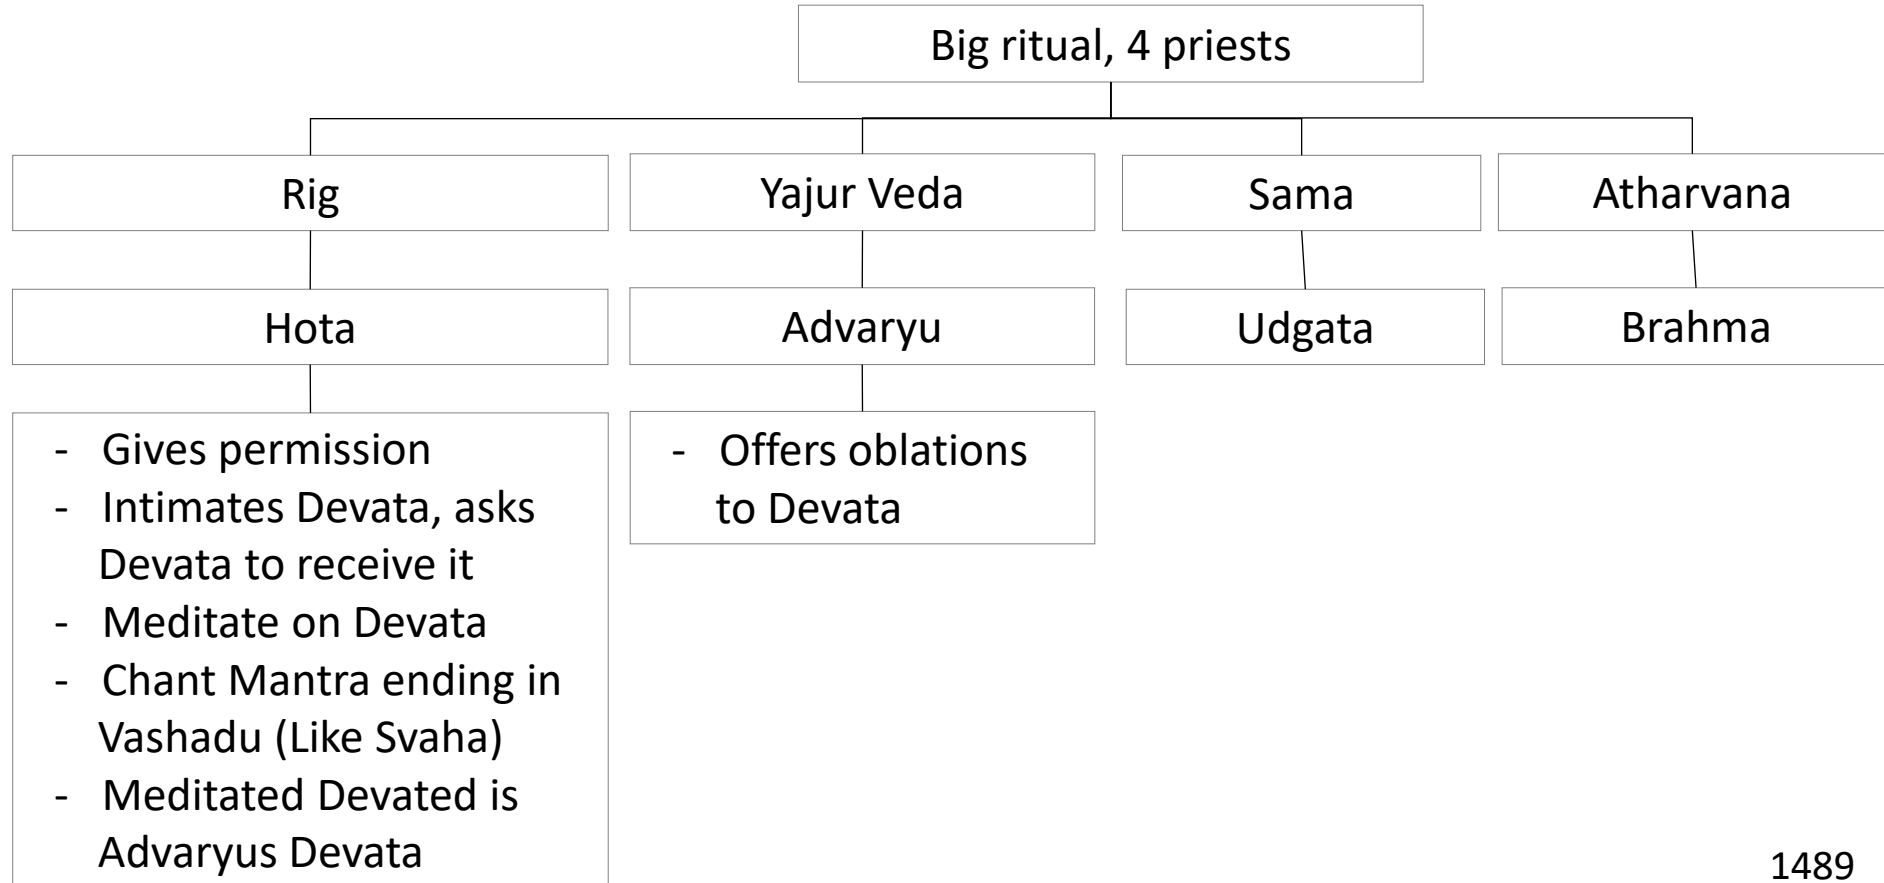 Big ritual, 4 priests
Rig
Yajur Veda
Sama
Atharvana
Hota
Advaryu
Udgata
Brahma
- Gives permission
- Intimates Devata, asks
Devata to receive it
- Meditate on Devata
- Chant Mantra ending in
Vashadu (Like Svaha)
- Meditated Devated is
Advaryus Devata
- Offers oblations
to Devata
1489